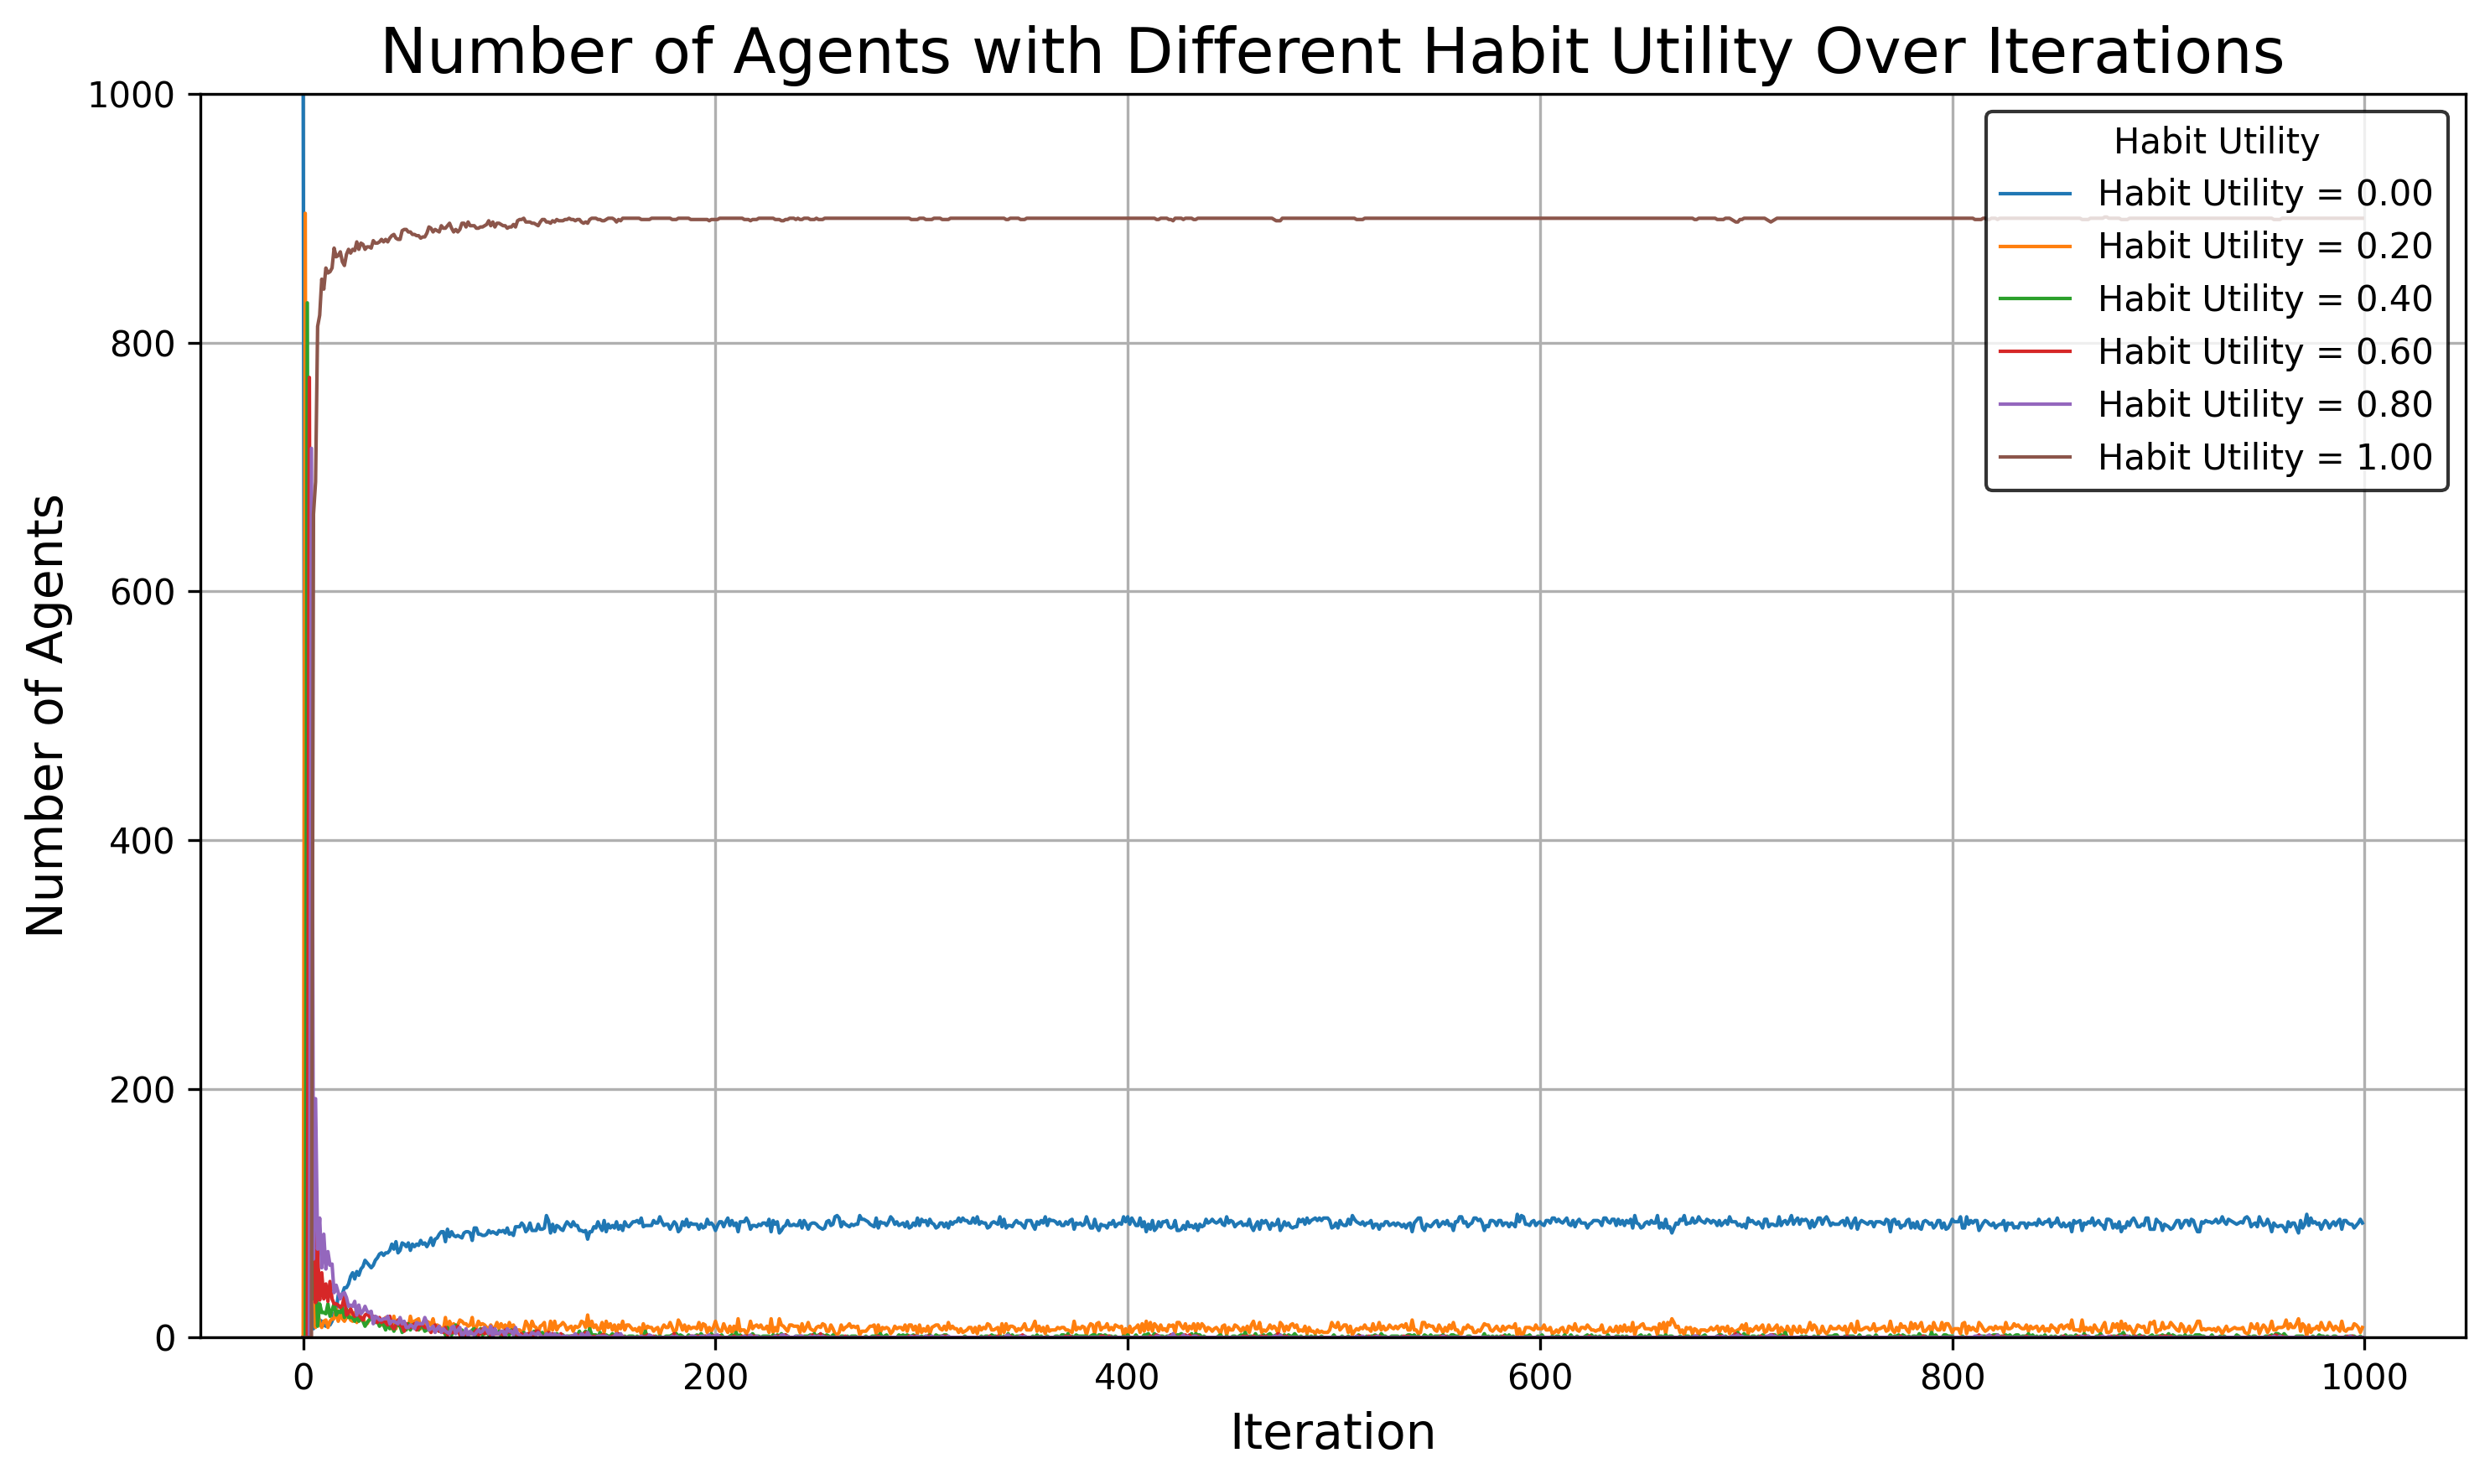 Number of Agents with Different Habit Utility Over Iterations
1000
800
600
400
200
0
Number of Agents
Habit Utility
Habit Utility = 0.00
Habit Utility = 0.20
Habit Utility = 0.40
Habit Utility = 0.60
Habit Utility = 0.80
Habit Utility = 1.00
0 200 400 600 800 1000
Iteration